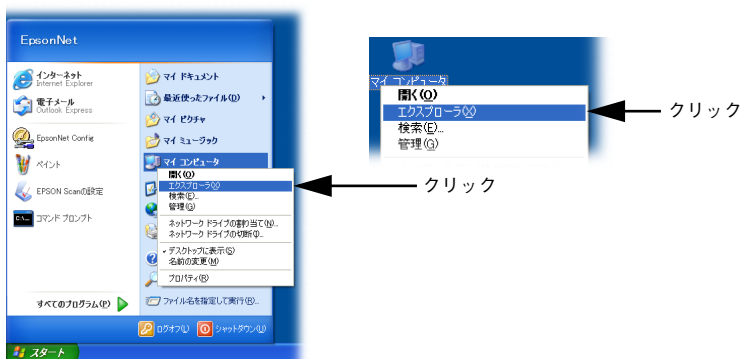 EpsonNet
インターネット
Internet Explorer
電子メール
Outlook Express
EpsonNet Config
ペイント
EPSON Scanの設定
コマンド プロンプト
すべてのプログラム(P)
マイ ドキュメント
最近使ったファイル(D)
マイ ピクチャ
マイ ミュージック
マイ コンピュータ
開く(O)
エクスプローラ(X)
検索(E)...
管理(G)
ネットワーク ドライブの割り当て(N)...
ネットワーク ドライブの切断(I)...
デスクトップに表示(S)
名前の変更(M)
プロパティ(R)
ファイル名を指定して実行(R)...
ログオフ(L)
シャットダウン(U)
スタート
クリック
マイ コンピュータ
開く(O)
エクスプローラ(X)
検索(E)...
管理(G)
クリック